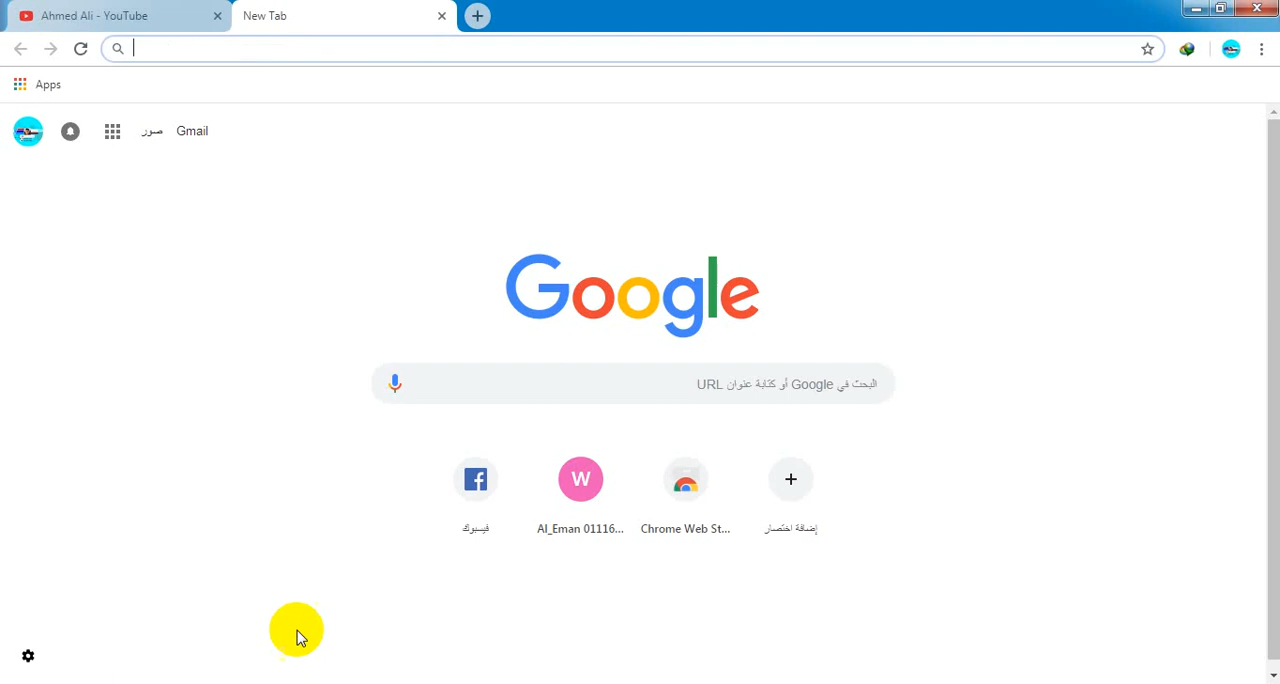 Ahmed Ali - YouTube
New Tab
Apps
صور
Gmail
Google
البحث في Google أو كتابة عنوان URL
W
فيسبوك
Al_Eman 01116...
Chrome Web St...
إضافة اختصار